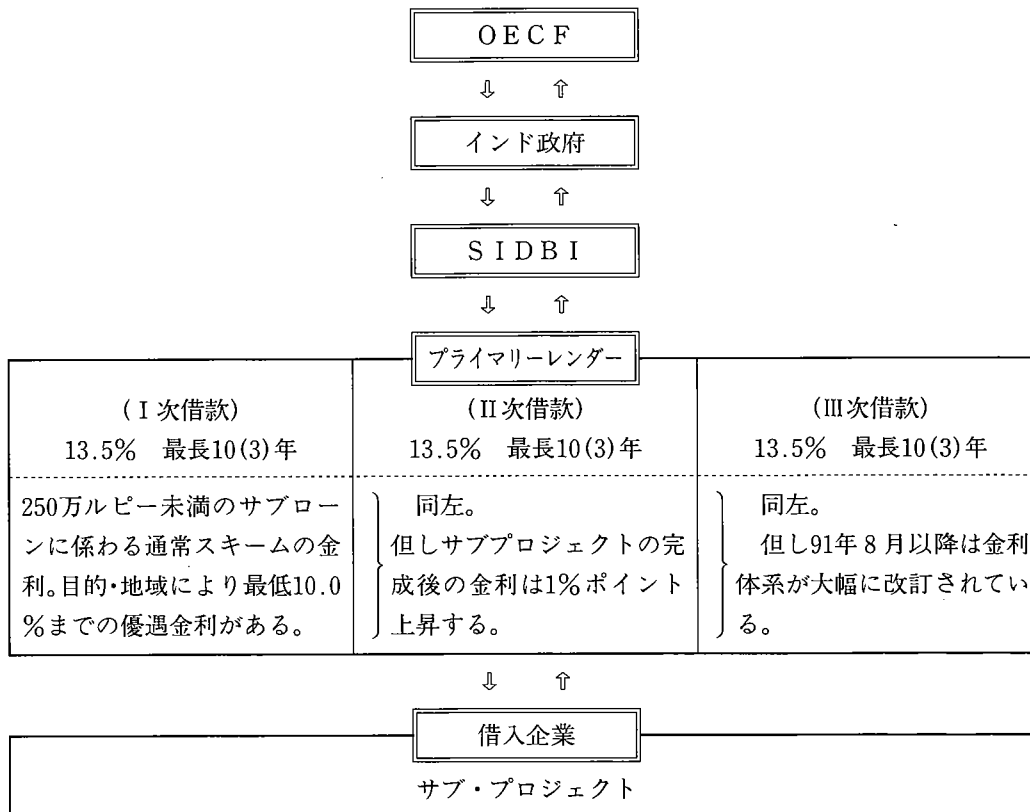 OECF
⇩ ⇧
インド政府
⇩ ⇧
SIDBI
⇩ ⇧
プライマリーレンダー
(Ⅰ次借款)
13.5% 最長10(3)年
250万ルピー未満のサブロー
ンに係わる通常スキームの金
利。目的・地域により最低10.0
%までの優遇金利がある。
(Ⅱ次借款)
13.5% 最長10(3)年
同左。
但しサブプロジェクトの完
成後の金利は1%ポイント
上昇する。
(Ⅲ次借款)
13.5% 最長10(3)年
同左。
但し91年8月以降は金利
体系が大幅に改訂されてい
る。
⇩ ⇧
借入企業
サブ・プロジェクト